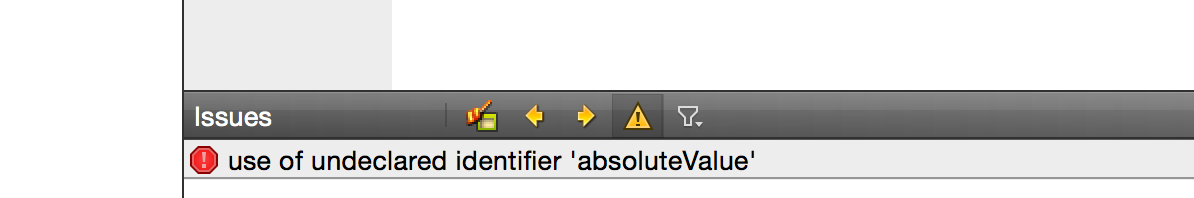 Issues
use of undeclared identifier 'absoluteValue'